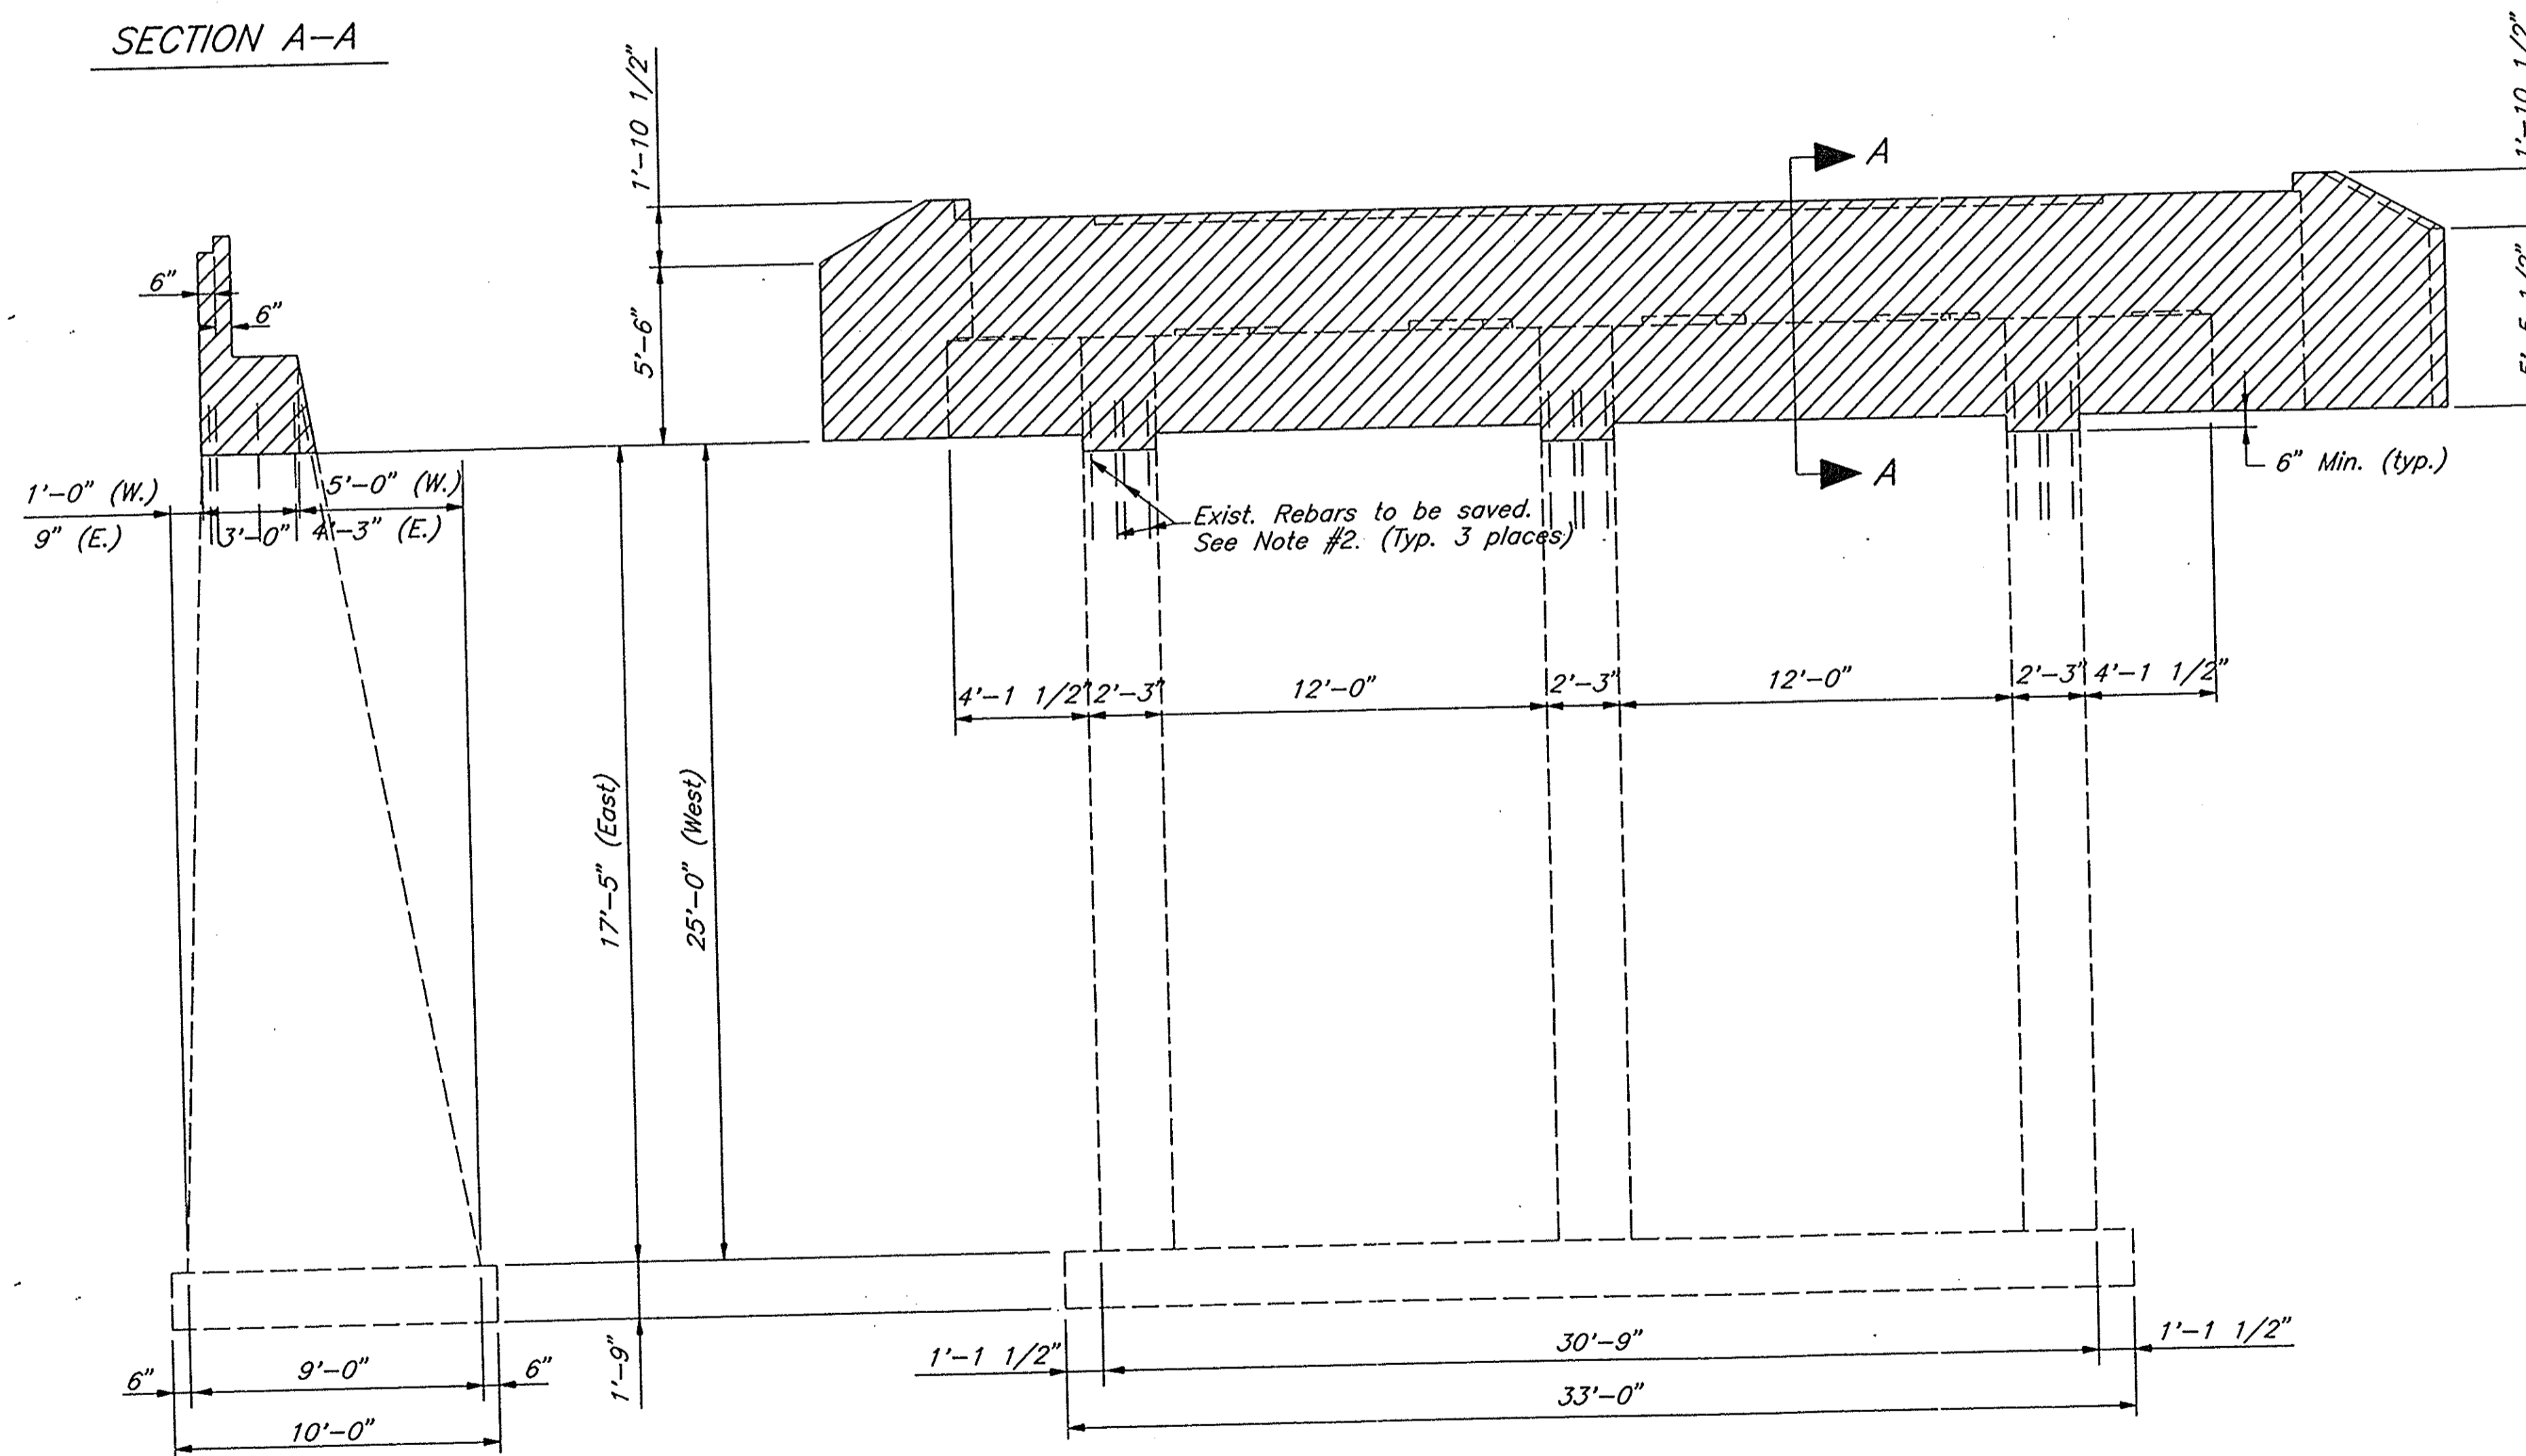 SECTION A-A
1'-10 1/2"
1'-10 1/2"
A
6"
6"
5'-6"
A
6" Min. (typ.)
1'-0" (W.)
5'-0" (W.)
9" (E.)
3'-0"
4'-3" (E.)
Exist. Rebars to be saved.
See Note #2. (Typ. 3 places)
4'-1 1/2"
2'-3"
12'-0"
2'-3"
12'-0"
2'-3"
4'-1 1/2"
17'-5" (East)
25'-0" (West)
1'-9"
6"
9'-0"
6"
10'-0"
1'-1 1/2"
30'-9"
1'-1 1/2"
33'-0"